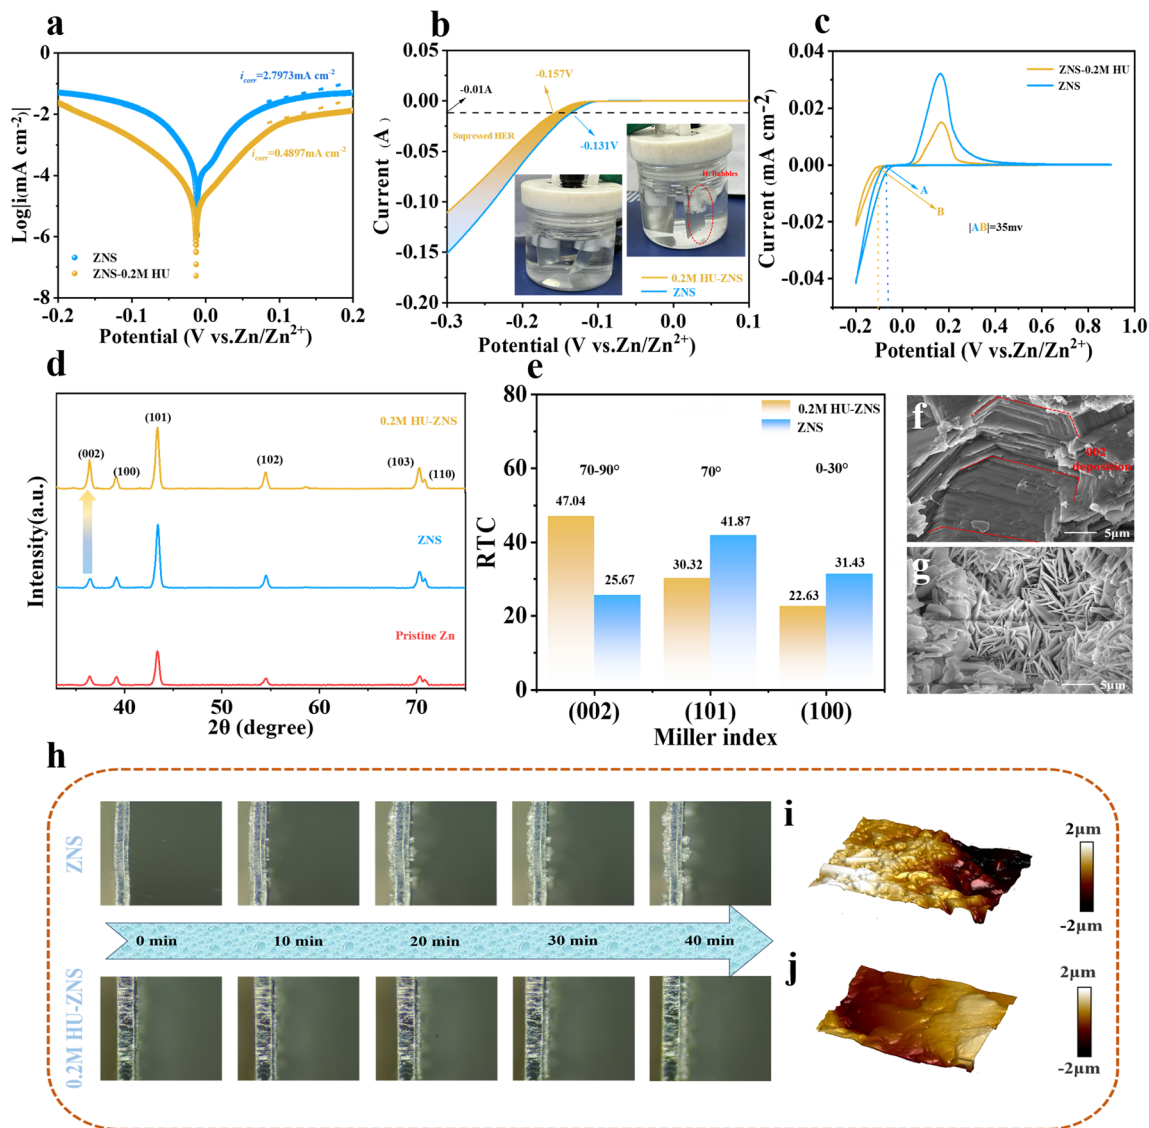 a
0
-2
-4
-6
-8
-0.2
-0.1
0.0
0.1
0.2
Log|i(mA cm-2)|
Potential (V vs.Zn/Zn2+)
icorr=2.7973mA cm-2
icorr=0.4897mA cm-2
ZNS
ZNS-0.2M HU
b
0.05
0.00
-0.05
-0.10
-0.15
-0.20
-0.3
-0.2
-0.1
0.0
0.1
Current (A)
Potential (V vs.Zn/Zn2+)
-0.01A
-0.157V
Supressed HER
-0.131V
H2 Bubbles
0.2M HU-ZNS
ZNS
c
0.04
0.02
0.00
-0.02
-0.04
-0.2
0.0
0.2
0.4
0.6
0.8
1.0
Current (mA cm-2)
Potential (V vs.Zn/Zn2+)
ZNS-0.2M HU
ZNS
A
B
|AB|=35mv
d
(002)
(100)
(101)
(102)
(103)
(110)
0.2M HU-ZNS
ZNS
Pristine Zn
Intensity(a.u.)
40
50
60
70
2θ (degree)
e
80
60
40
20
0
RTC
0.2M HU-ZNS
ZNS
70-90°
70°
0-30°
47.04
25.67
30.32
41.87
22.63
31.43
(002)
(101)
(100)
Miller index
f
002
deposition
5μm
g
5μm
h
ZNS
0 min
10 min
20 min
30 min
40 min
0.2M HU-ZNS
i
2μm
-2μm
j
2μm
-2μm